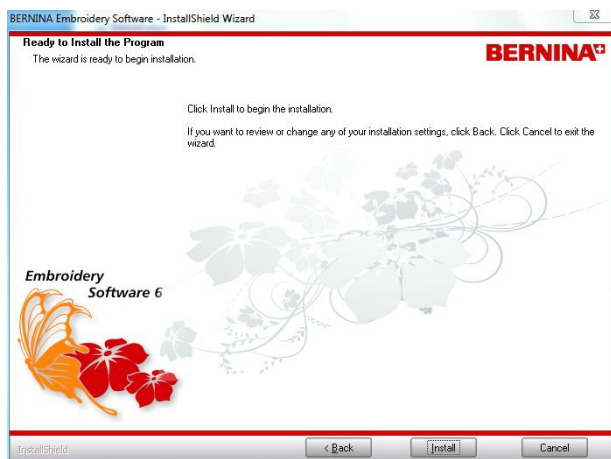 BERNINA Embroidery Software - InstallShield Wizard
Ready to Install the Program
The wizard is ready to begin installation.
BERNINA
Click Install to begin the installation.
If you want to review or change any of your installation settings, click Back. Click Cancel to exit the
wizard.
Embroidery
Software 6
InstallShield
< Back
Install
Cancel